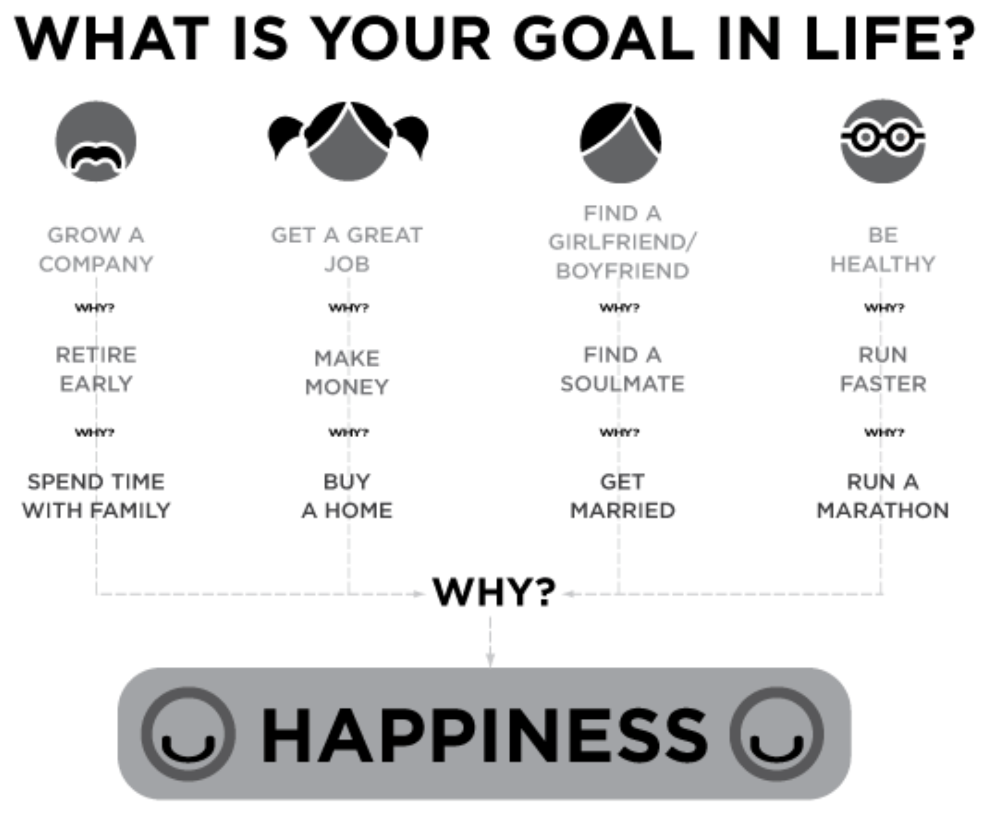 WHAT IS YOUR GOAL IN LIFE?
GROW A
COMPANY
WHY?
RETIRE
EARLY
WHY?
SPEND TIME
WITH FAMILY
GET A GREAT
JOB
WHY?
MAKE
MONEY
WHY?
BUY
A HOME
FIND A
GIRLFRIEND/
BOYFRIEND
WHY?
FIND A
SOULMATE
WHY?
GET
MARRIED
BE
HEALTHY
WHY?
RUN
FASTER
WHY?
RUN A
MARATHON
WHY?
HAPPINESS